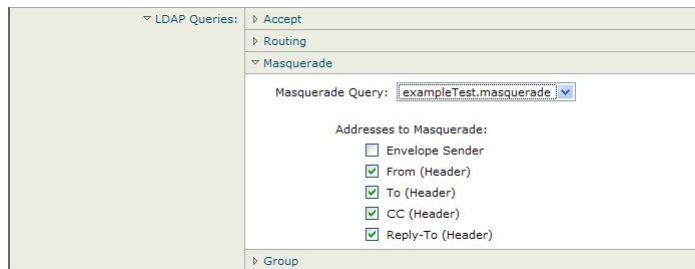 LDAP Queries:
Accept
Routing
Masquerade
Masquerade Query: exampleTest.masquerade
Addresses to Masquerade:
Envelope Sender
From (Header)
To (Header)
CC (Header)
Reply-To (Header)
Group